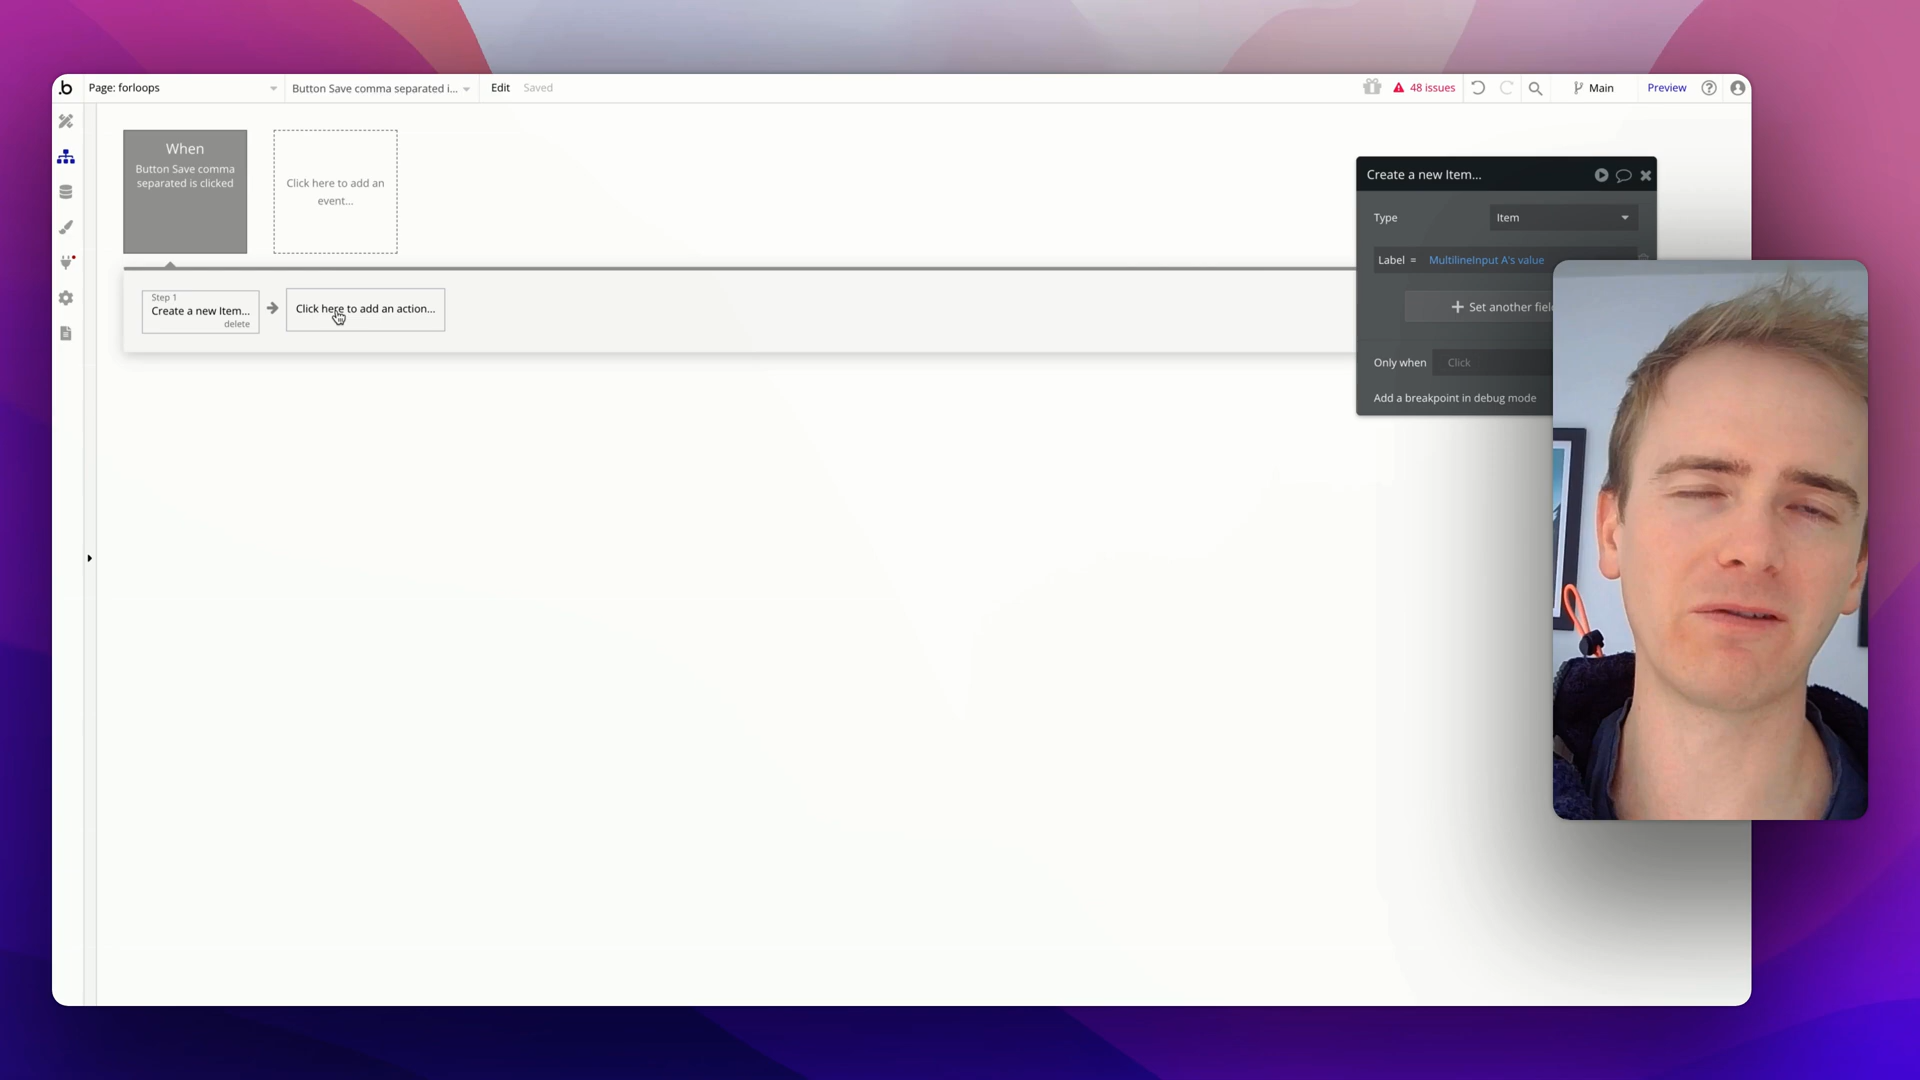 .b
Page: forloops
Button Save comma separated i...
Edit
Saved
48 issues
Main
Preview
When
Button Save comma
separated is clicked
Click here to add an
event...
Step 1
Create a new Item...
delete
Click here to add an action...
Create a new Item...
Type
Item
Label =
MultilineInput A's value
Set another fiel
Only when
Click
Add a breakpoint in debug mode